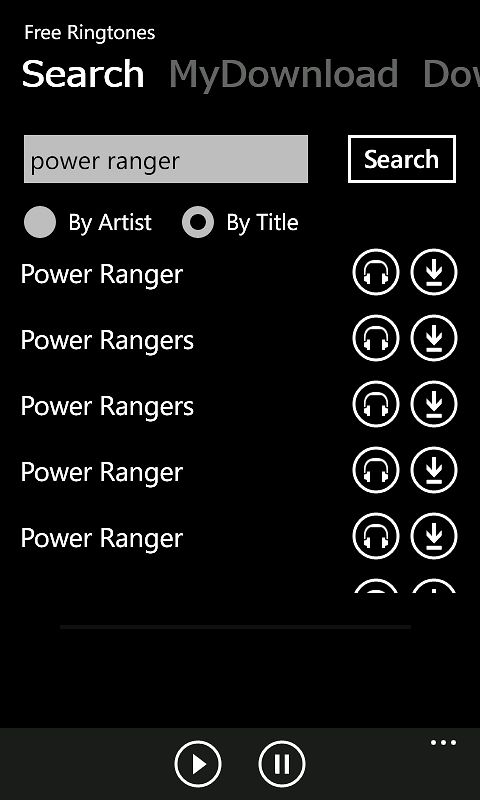 Free Ringtones
Search MyDownload Dow
power ranger Search
By Artist By Title
Power Ranger
Power Rangers
Power Rangers
Power Ranger
Power Ranger